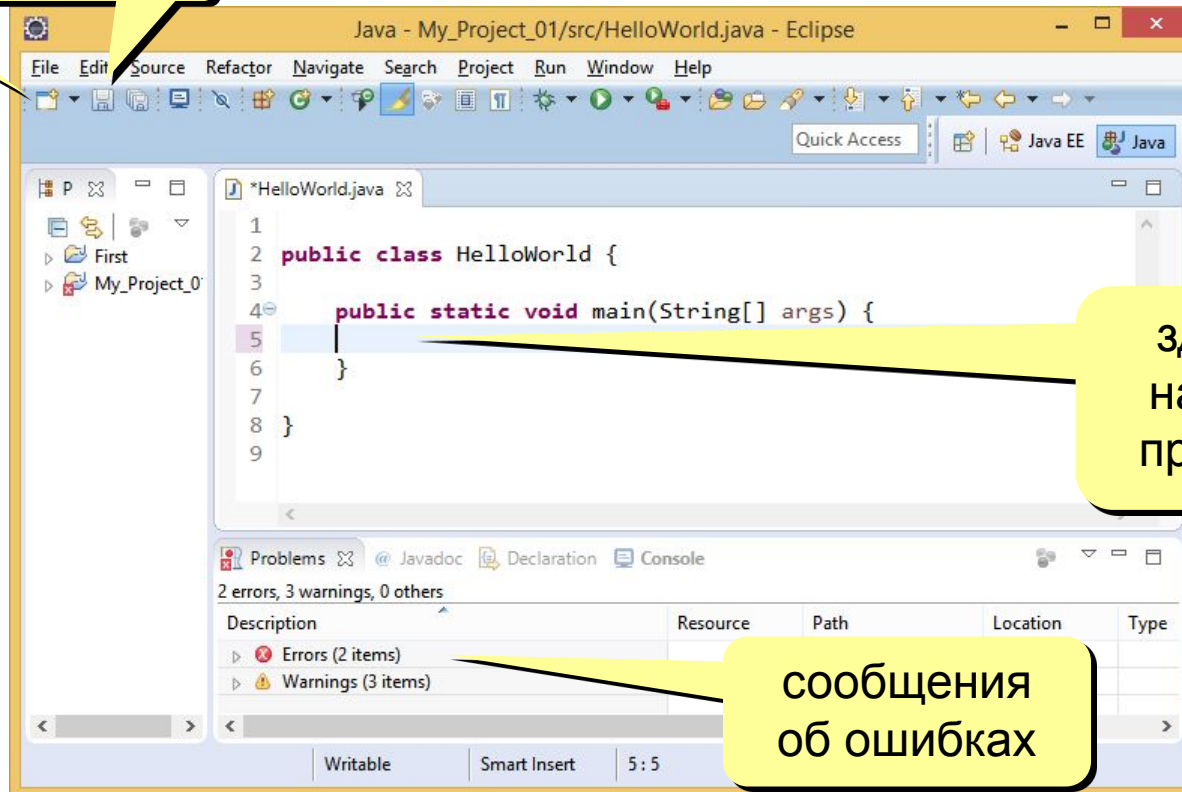 Java - My_Project_01/src/HelloWorld.java - Eclipse
File Edit Source Refactor Navigate Search Project Run Window Help
Quick Access Java EE Java
P
*HelloWorld.java
First
My_Project_0
1
2 public class HelloWorld {
3
4 public static void main(String[] args) {
5
6 }
7
8 }
9
Problems @ Javadoc Declaration Console
2 errors, 3 warnings, 0 others
Description Resource Path Location Type
Errors (2 items)
Warnings (3 items)
сообщения
об ошибках
Writable Smart Insert 5 : 5